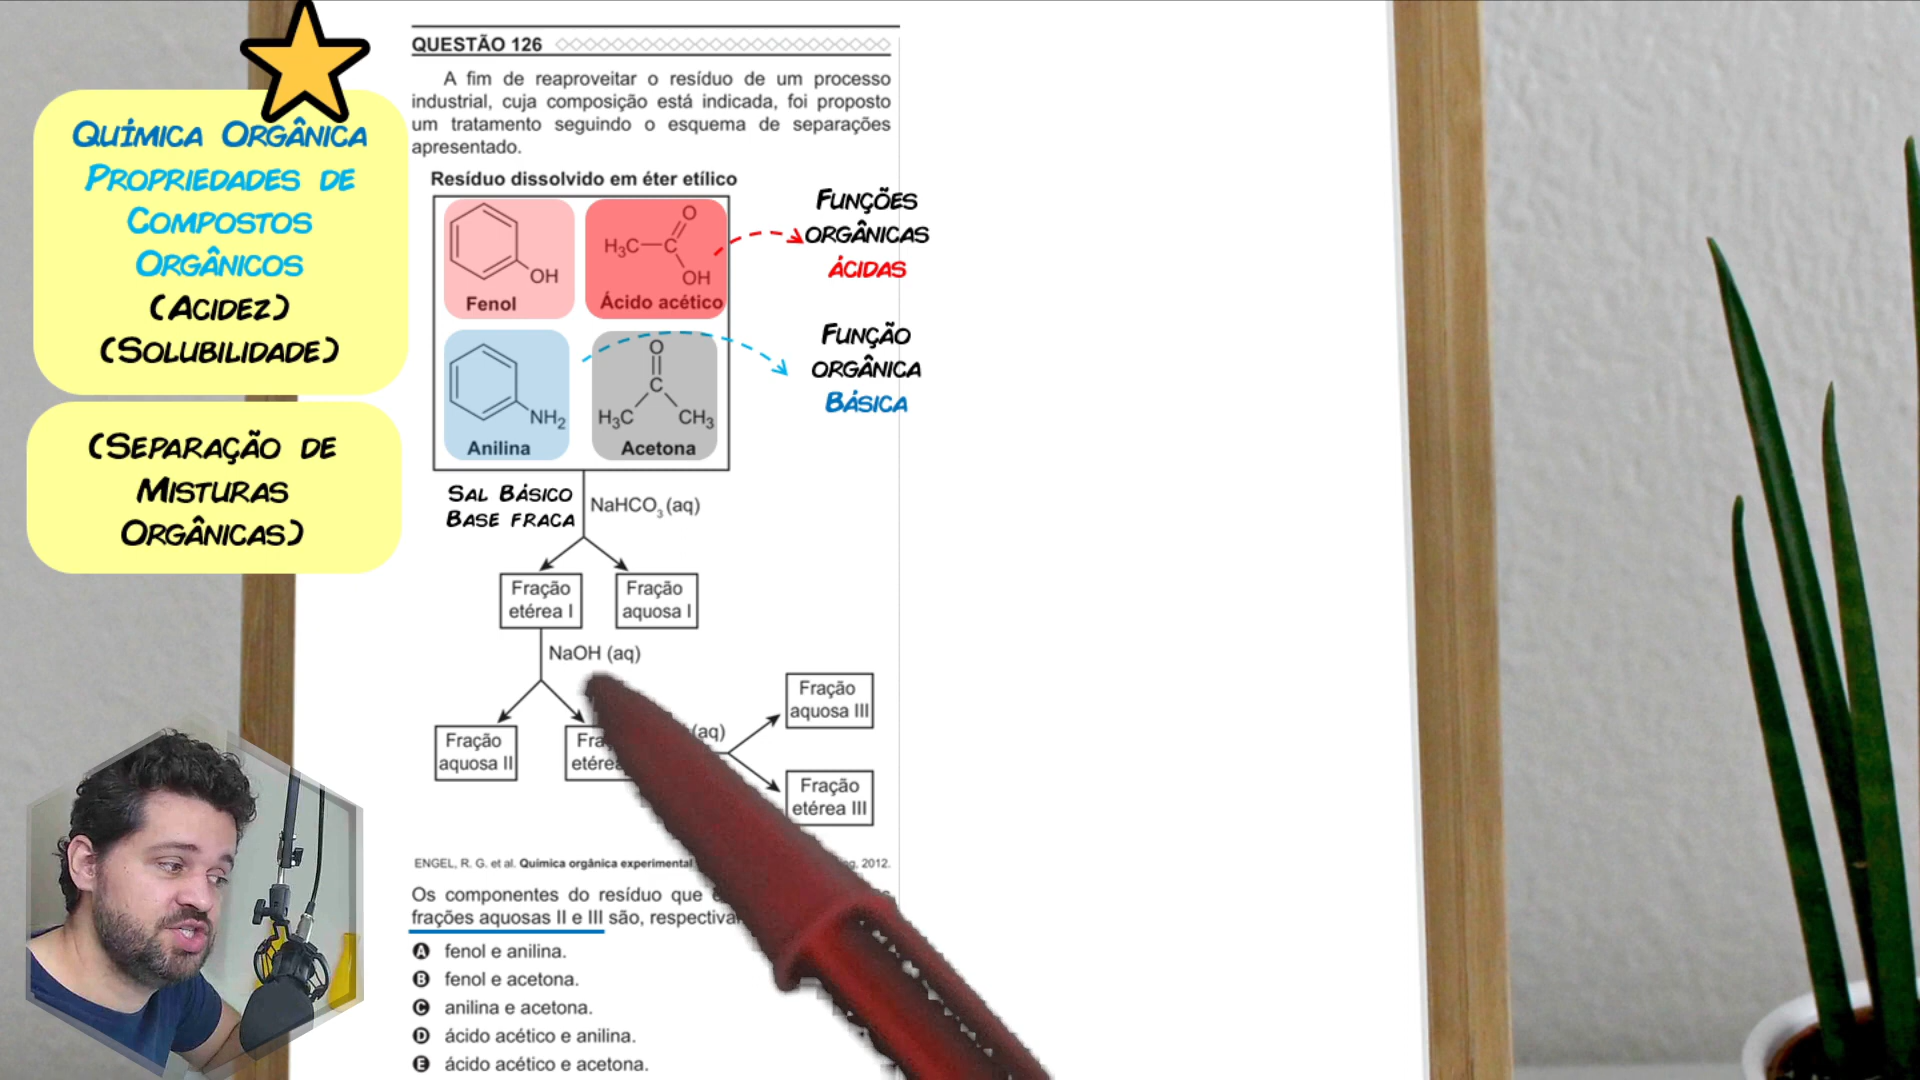 QUÍMICA ORGÂNICA
PROPRIEDADES DE
COMPOSTOS
ORGÂNICOS
(ACIDEZ)
(SOLUBILIDADE)
(SEPARAÇÃO DE
MISTURAS
ORGÂNICAS)
QUESTÃO 126
A fim de reaproveitar o resíduo de um processo
industrial, cuja composição está indicada, foi proposto
um tratamento seguindo o esquema de separações
apresentado.
Resíduo dissolvido em éter etílico
OH
Fenol
O
H₃C
C
OH
Ácido acético
NH₂
Anilina
O
C
H₃C
CH₃
Acetona
FUNÇÕES
ORGÂNICAS
ÁCIDAS
FUNÇÃO
ORGÂNICA
BÁSICA
SAL BÁSICO
BASE FRACA
NaHCO₃ (aq)
Fração
etérea I
Fração
aquosa I
NaOH (aq)
Fração
aquosa II
(aq)
Fração
aquosa III
Fração
etérea III
ENGEL, R. G. et al. Química orgânica experimental
2012.
Os componentes do resíduo que
frações aquosas II e III são,
A fenol e anilina.
B fenol e acetona.
C anilina e acetona.
D ácido acético e anilina.
E ácido acético e acetona.